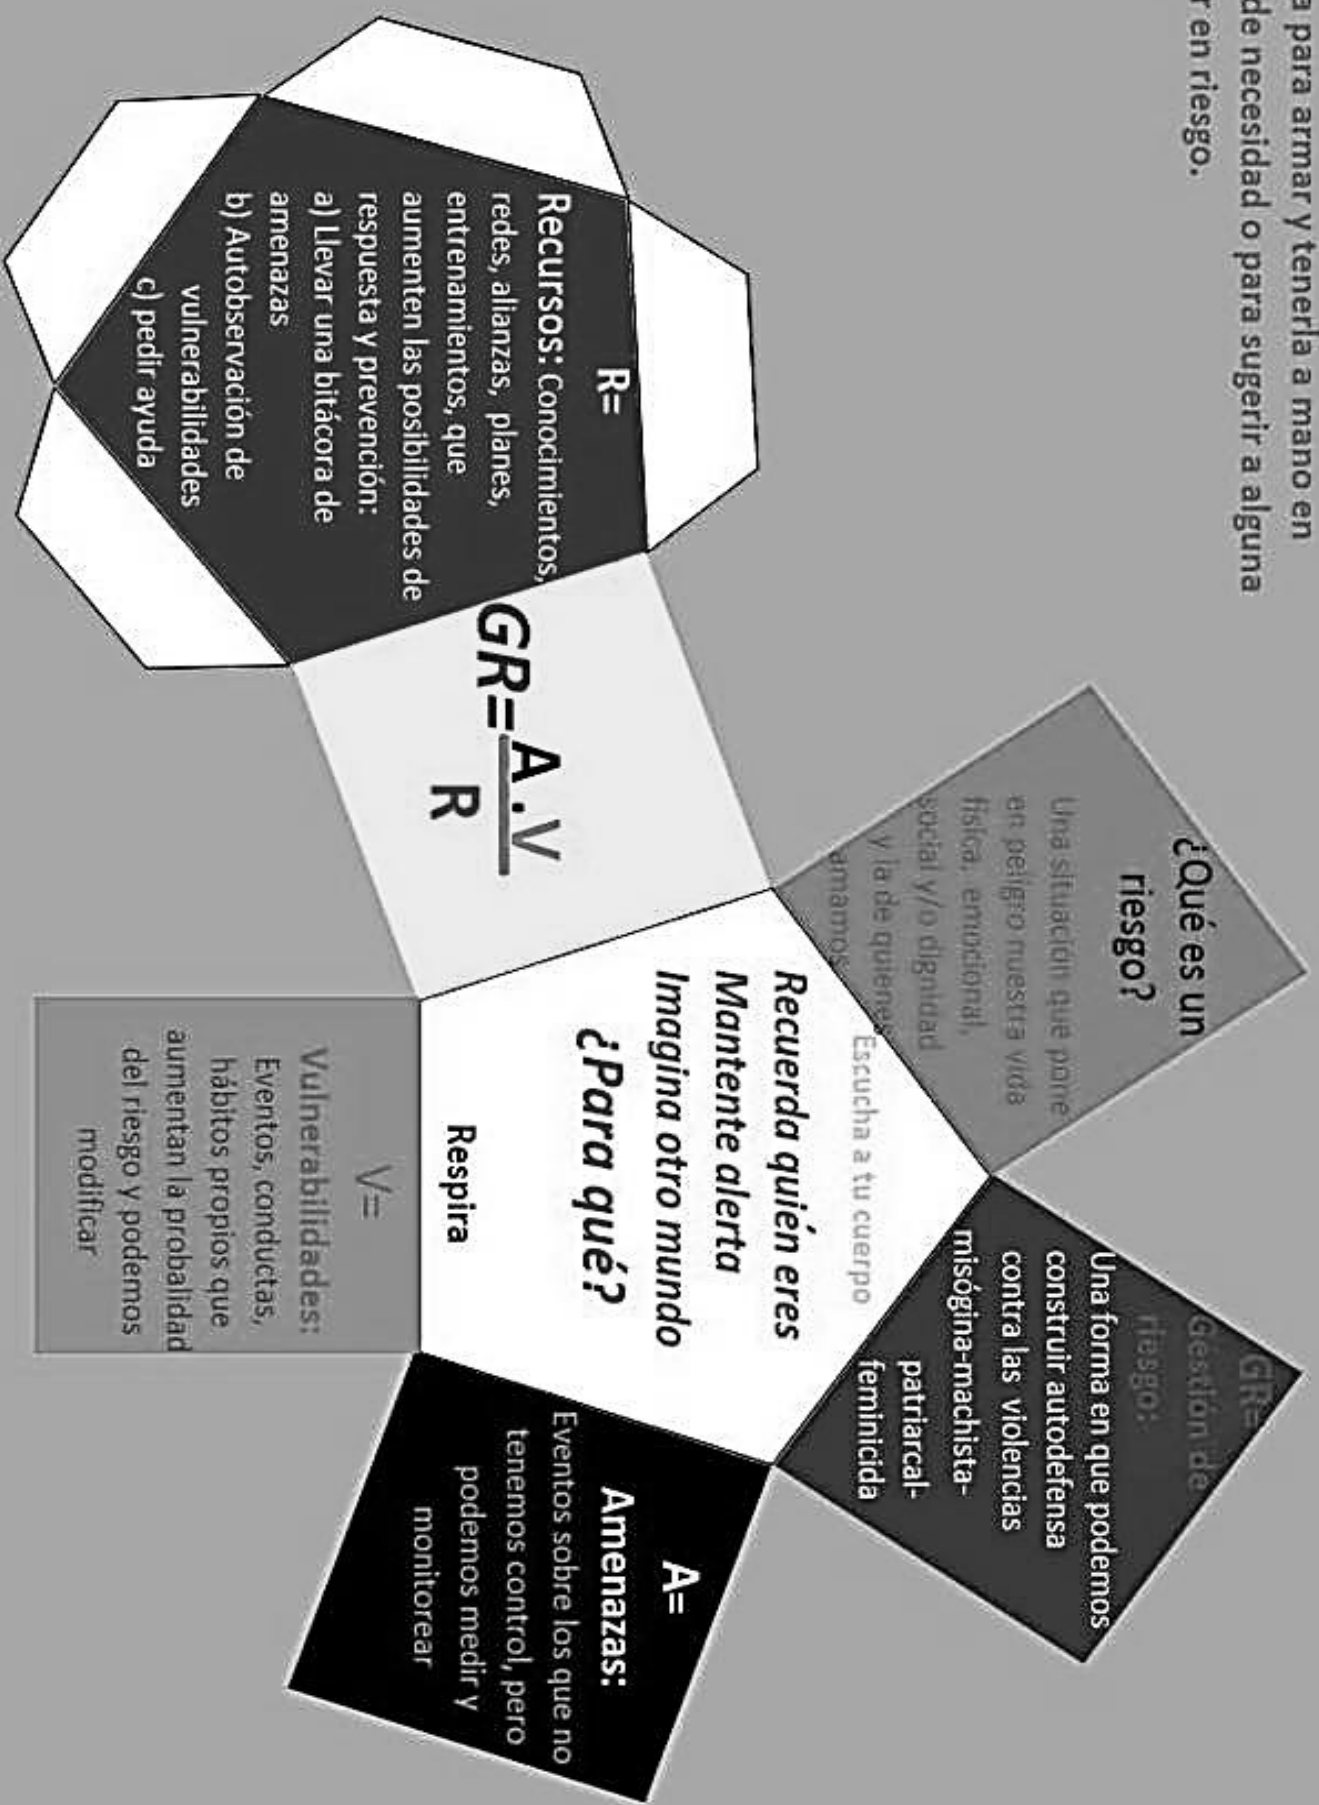 a para armar y tenerla a mano en
de necesidad o para sugerir a alguna
r en riesgo.
¿Qué es un
riesgo?
Una situación que pone
en peligro nuestra vida
física, emocional,
social y/o dignidad
y la de quienes
amamos
GR=
Gestión de
riesgo:
Una forma en que podemos
construir autodefensa
contra las violencias
misógina-machista-
patriarcal-
feminicida
Escucha a tu cuerpo
Recuerda quién eres
Mantente alerta
Imagina otro mundo
¿Para qué?
Respira
R=
Recursos: Conocimientos,
redes, alianzas, planes,
entrenamientos, que
aumenten las posibilidades de
respuesta y prevención:
a) Llevar una bitácora de
amenazas
b) Autobservación de
vulnerabilidades
c) pedir ayuda
GR=A.V
R
A=
Amenazas:
Eventos sobre los que no
tenemos control, pero
podemos medir y
monitorear
V=
Vulnerabilidades:
Eventos, conductas,
hábitos propios que
aumentan la probalidad
del riesgo y podemos
modificar